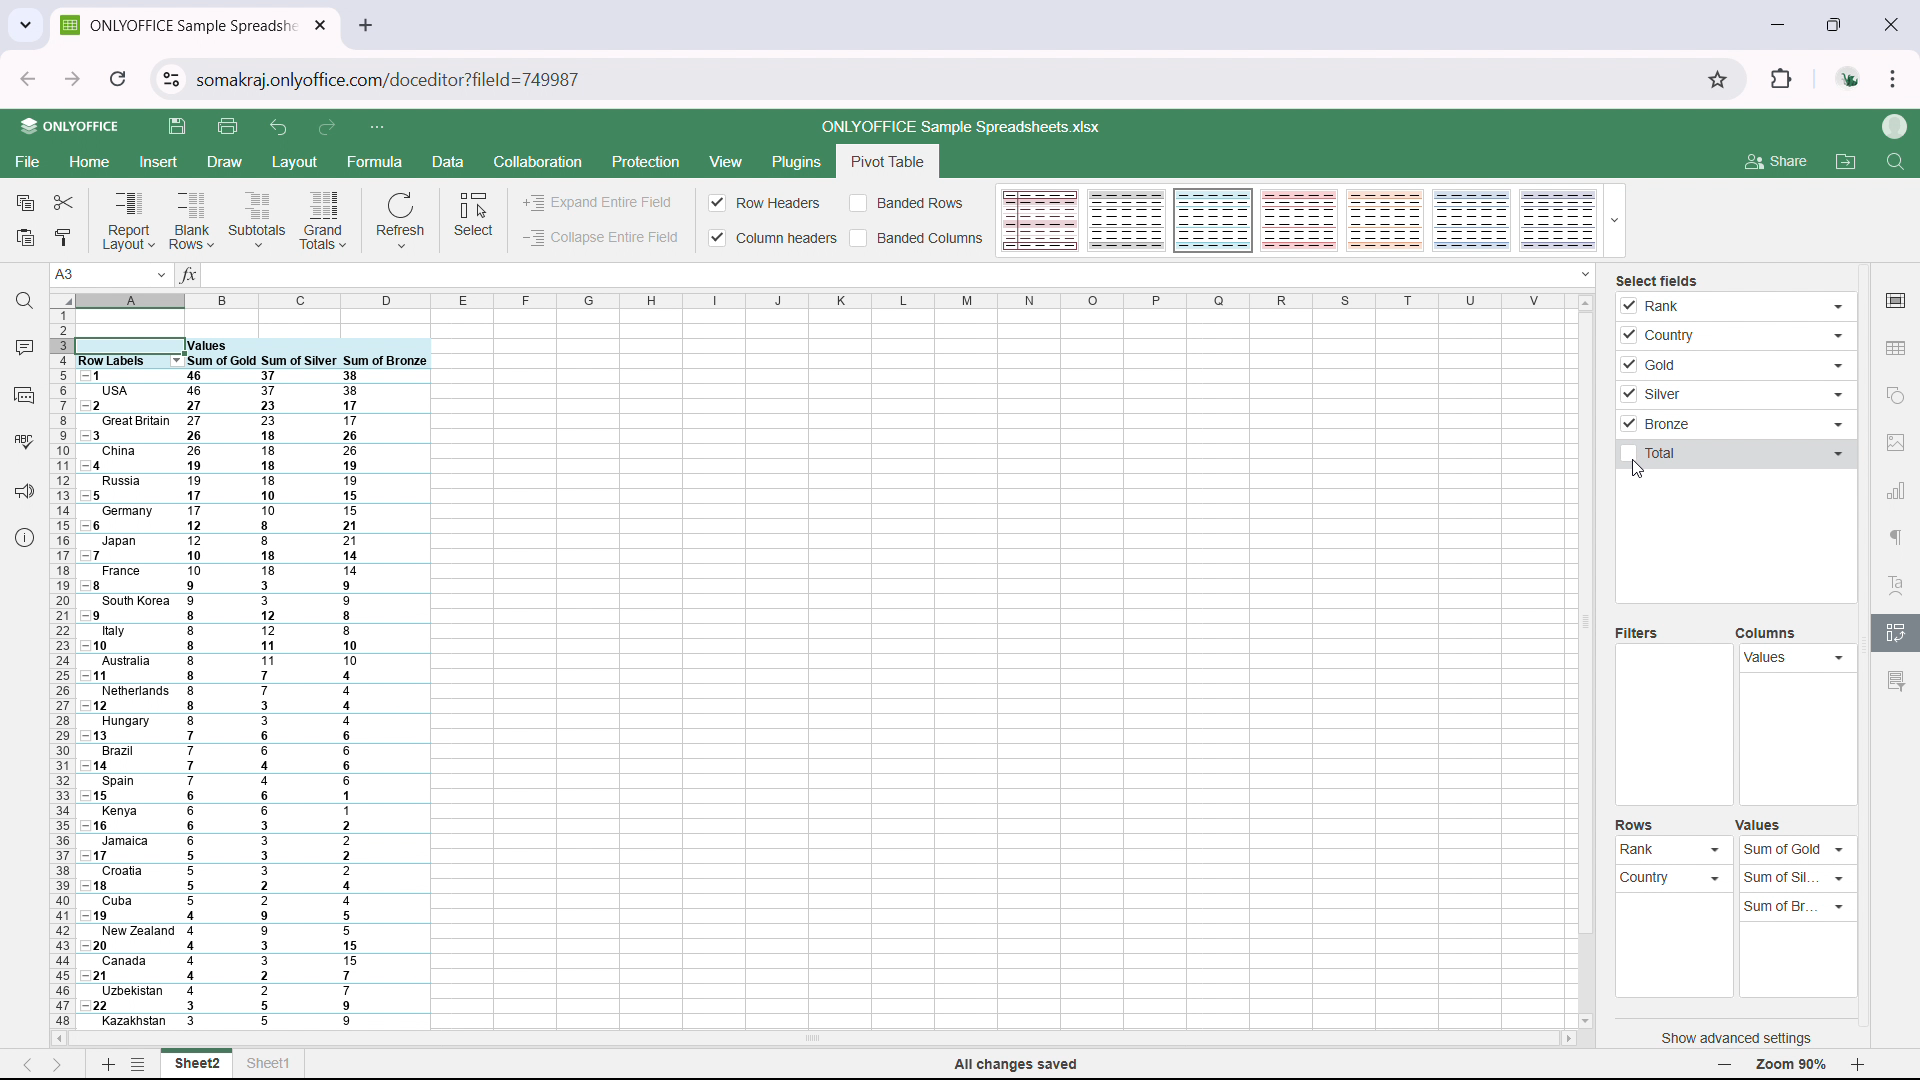 ONLYOFFICE Sample Spreadshe
somakraj.onlyoffice.com/doceditor?fileId=749987
ONLYOFFICE
ONLYOFFICE Sample Spreadsheets.xlsx
File Home Insert Draw Layout Formula Data Collaboration Protection View Plugins Pivot Table Share
Report Layout
Blank Rows
Subtotals
Grand Totals
Refresh
Select
Expand Entire Field
Collapse Entire Field
Row Headers
Column headers
Banded Rows
Banded Columns
A3
fx
A B C D E F G H I J K L M N O P Q R S T U V
1
2
3 Values
4 Row Labels Sum of Gold Sum of Silver Sum of Bronze
5 1 46 37 38
6 USA 46 37 38
7 2 27 23 17
8 Great Britain 27 23 17
9 3 26 18 26
10 China 26 18 26
11 4 19 18 19
12 Russia 19 18 19
13 5 17 10 15
14 Germany 17 10 15
15 6 12 8 21
16 Japan 12 8 21
17 7 10 18 14
18 France 10 18 14
19 8 9 3 9
20 South Korea 9 3 9
21 9 8 12 8
22 Italy 8 12 8
23 10 8 11 10
24 Australia 8 11 10
25 11 8 7 4
26 Netherlands 8 7 4
27 12 8 3 4
28 Hungary 8 3 4
29 13 7 6 6
30 Brazil 7 6 6
31 14 7 4 6
32 Spain 7 4 6
33 15 6 6 1
34 Kenya 6 6 1
35 16 6 3 2
36 Jamaica 6 3 2
37 17 5 3 2
38 Croatia 5 3 2
39 18 5 2 4
40 Cuba 5 2 4
41 19 4 9 5
42 New Zealand 4 9 5
43 20 4 3 15
44 Canada 4 3 15
45 21 4 2 7
46 Uzbekistan 4 2 7
47 22 3 5 9
48 Kazakhstan 3 5 9
Select fields
Rank
Country
Gold
Silver
Bronze
Total
Filters Columns
Values
Rows Values
Rank Sum of Gold
Country Sum of Sil...
Sum of Br...
Show advanced settings
Sheet2 Sheet1
All changes saved
Zoom 90%